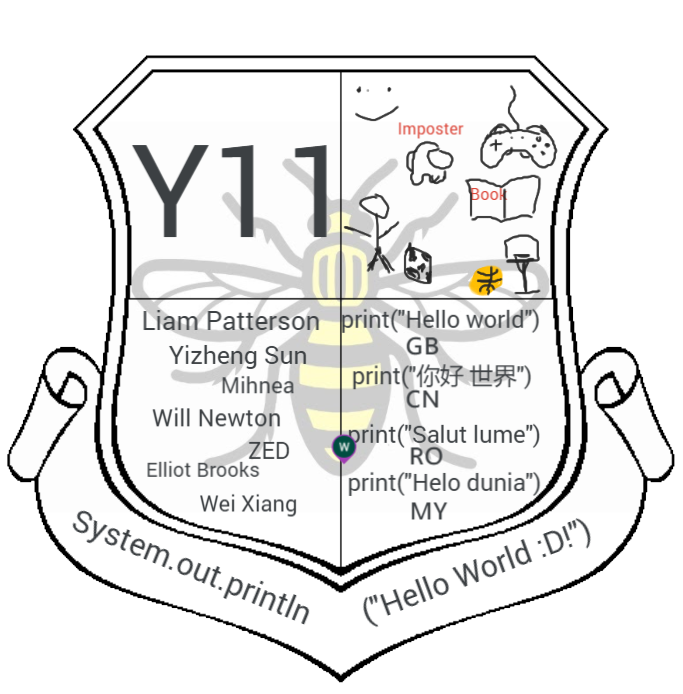 Y11
Imposter
Book
Liam Patterson
Yizheng Sun
Mihnea
Will Newton
ZED
Elliot Brooks
Wei Xiang
print("Hello world")
GB
print("你好 世界")
CN
print("Salut lume")
RO
print("Helo dunia")
MY
W
System.out.println
("Hello World :D!")